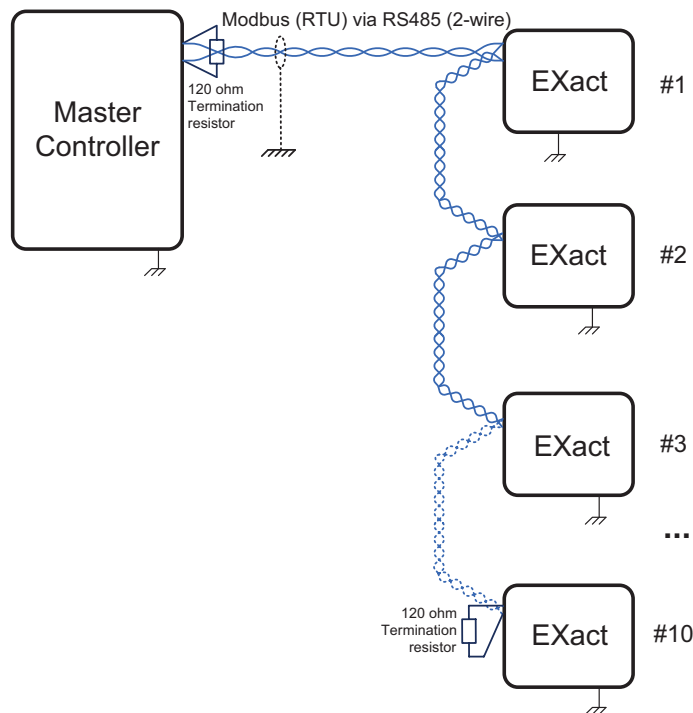 Modbus (RTU) via RS485 (2-wire)
120 ohm
Termination
resistor
Master
Controller
EXact
#1
EXact
#2
EXact
#3
...
120 ohm
Termination
resistor
EXact
#10